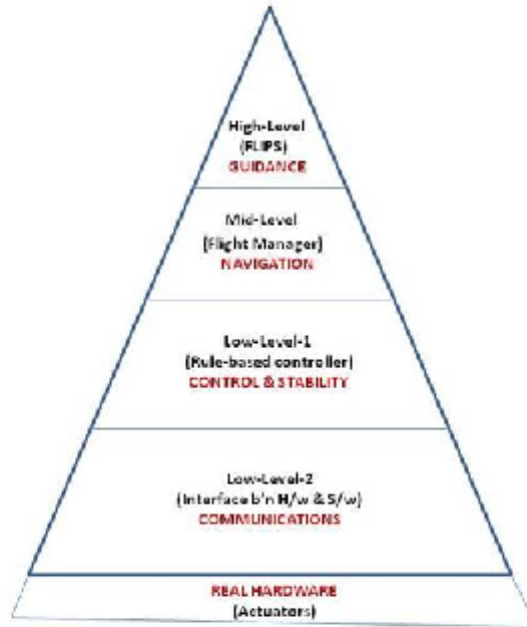 High-Level
(FLIPS)
GUIDANCE
Mid-Level
(Flight Manager)
NAVIGATION
Low-Level-1
(Rule-based controller)
CONTROL & STABILITY
Low-Level-2
(Interface b'n H/w & S/w)
COMMUNICATIONS
REAL HARDWARE
(Actuators)